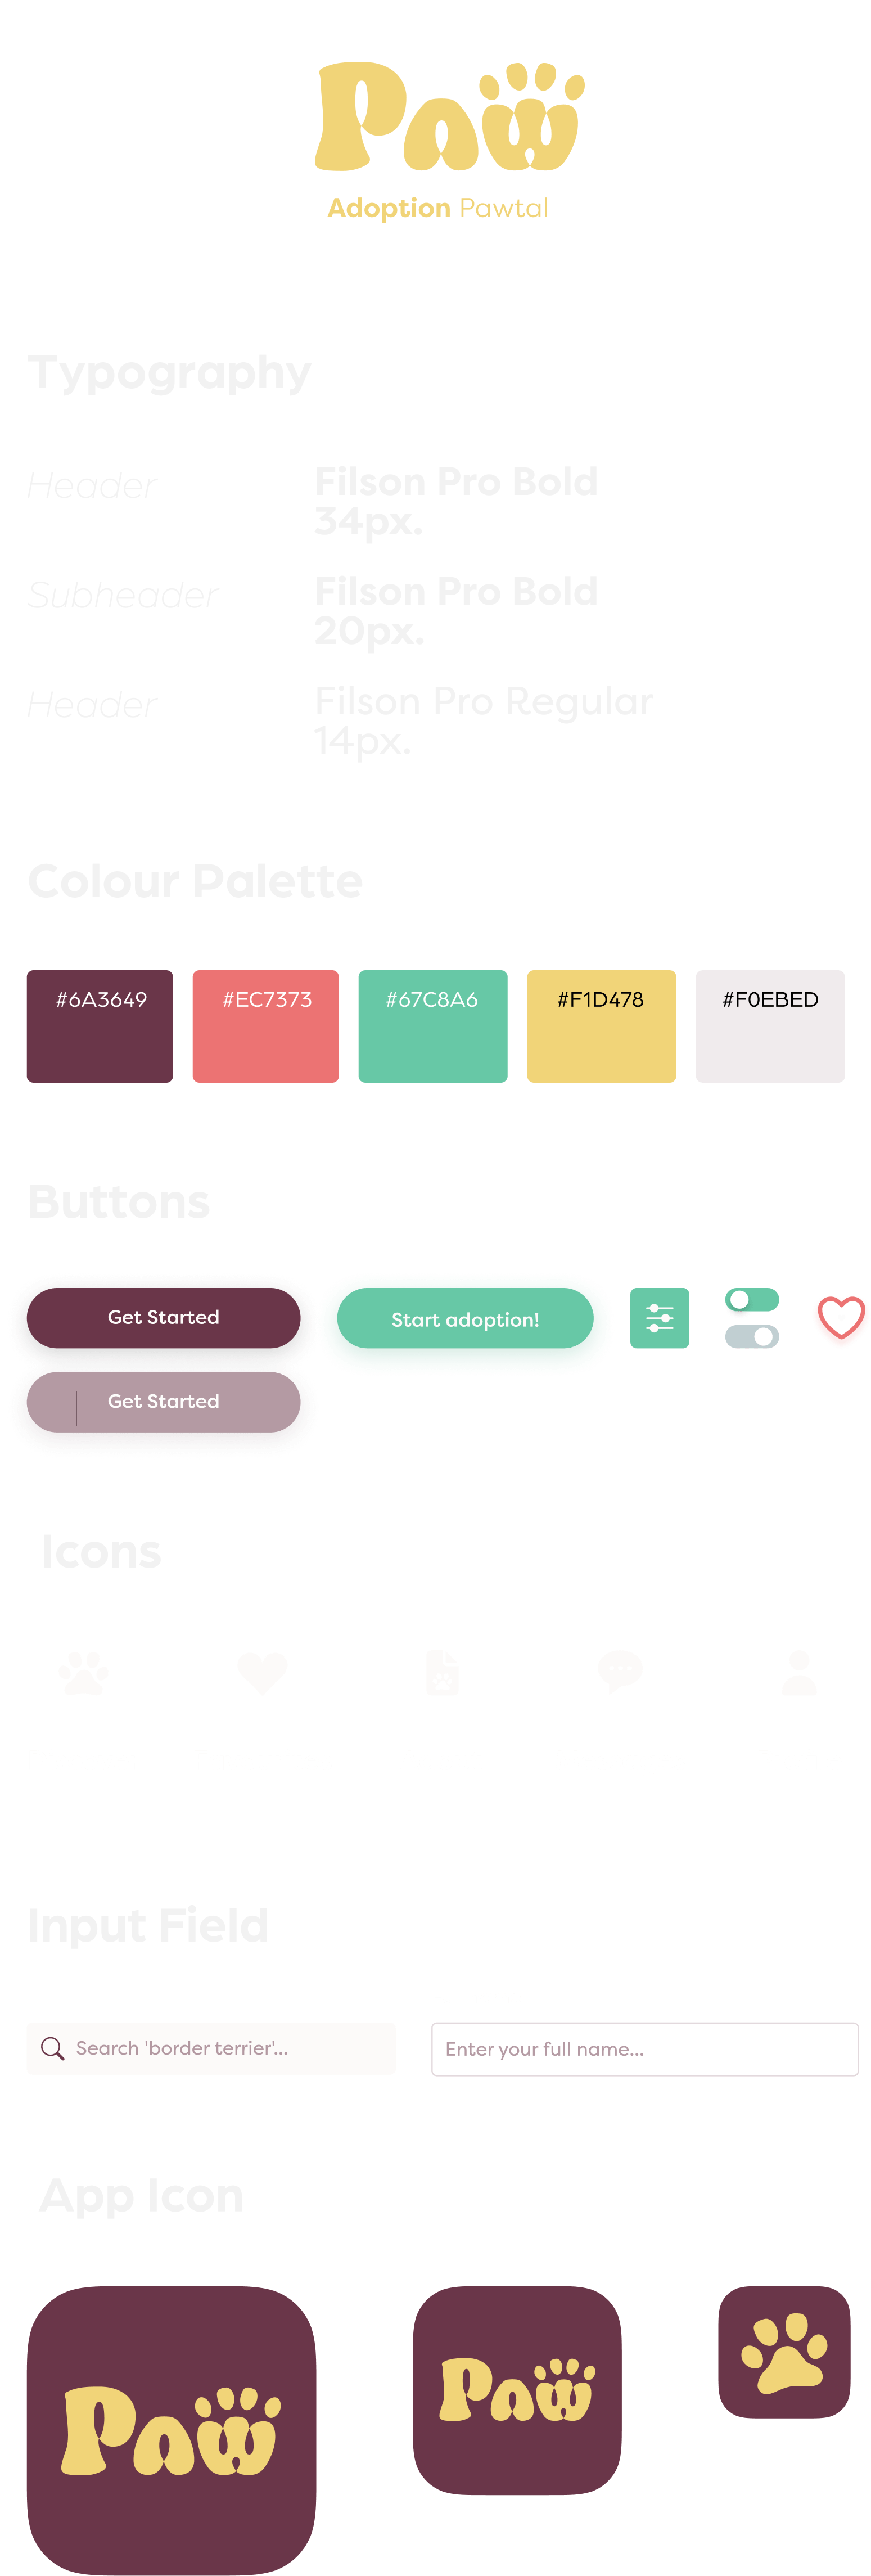 Paw
Adoption Pawtal
Typography
Header
Filson Pro Bold
34px.
Subheader
Filson Pro Bold
20px.
Header
Filson Pro Regular
14px.
Colour Palette
#6A3649
#EC7373
#67C8A6
#F1D478
#F0EBED
Buttons
Get Started
Start adoption!
Get Started
Icons
Input Field
Search 'border terrier'...
Enter your full name...
App Icon
Paw
Paw